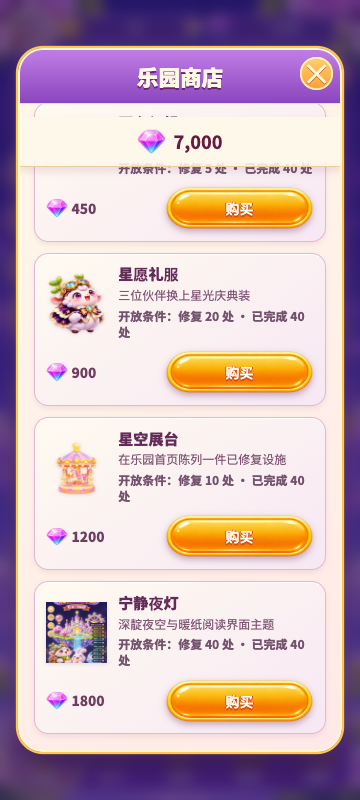 乐园商店
7,000
开放条件：修复 5 处 · 已完成 40 处
450
购买
星愿礼服
三位伙伴换上星光庆典装
开放条件：修复 20 处 · 已完成 40
处
900
购买
星空展台
在乐园首页陈列一件已修复设施
开放条件：修复 10 处 · 已完成 40
处
1200
购买
宁静夜灯
深靛夜空与暖纸阅读界面主题
开放条件：修复 40 处 · 已完成 40
处
1800
购买